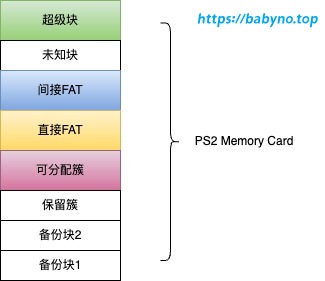 超级块
https://babyno.top
未知块
间接FAT
直接FAT
PS2 Memory Card
可分配簇
保留簇
备份块2
备份块1